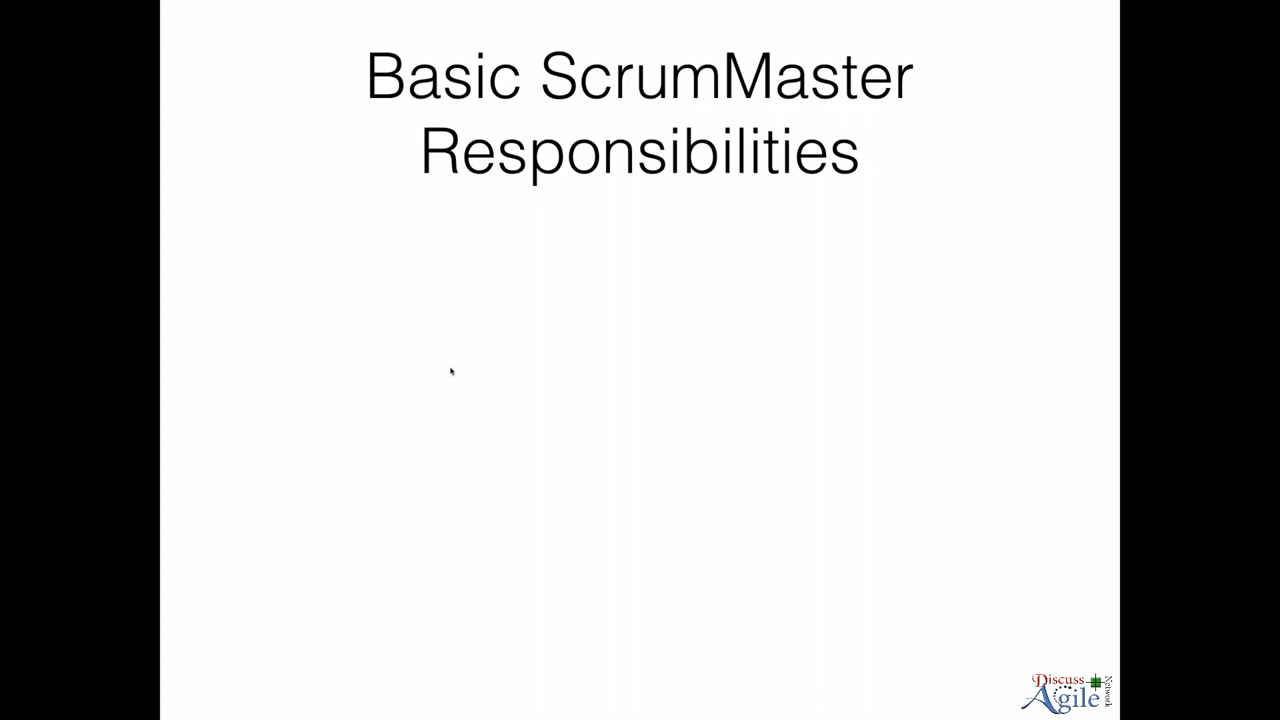 Basic ScrumMaster
Responsibilities
Discuss
Agile
Network